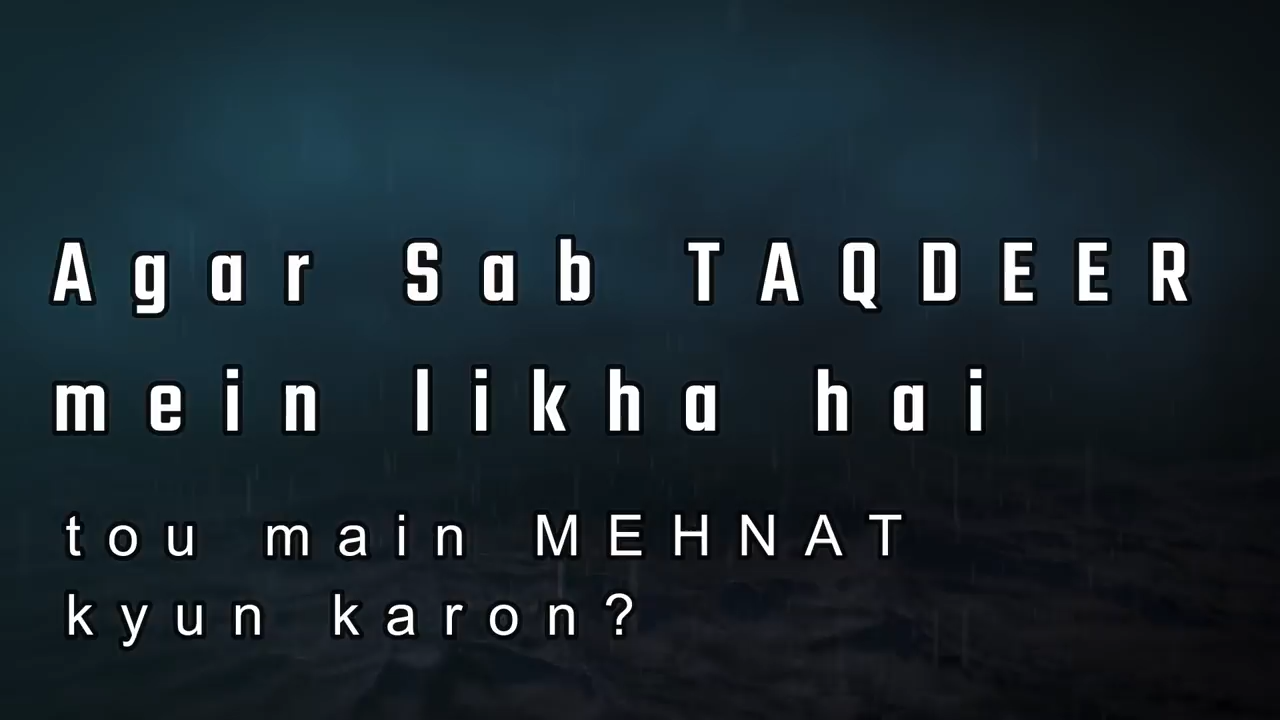 Agar Sab TAQDEER
mein likha hai
tou main MEHNAT
kyun karon?